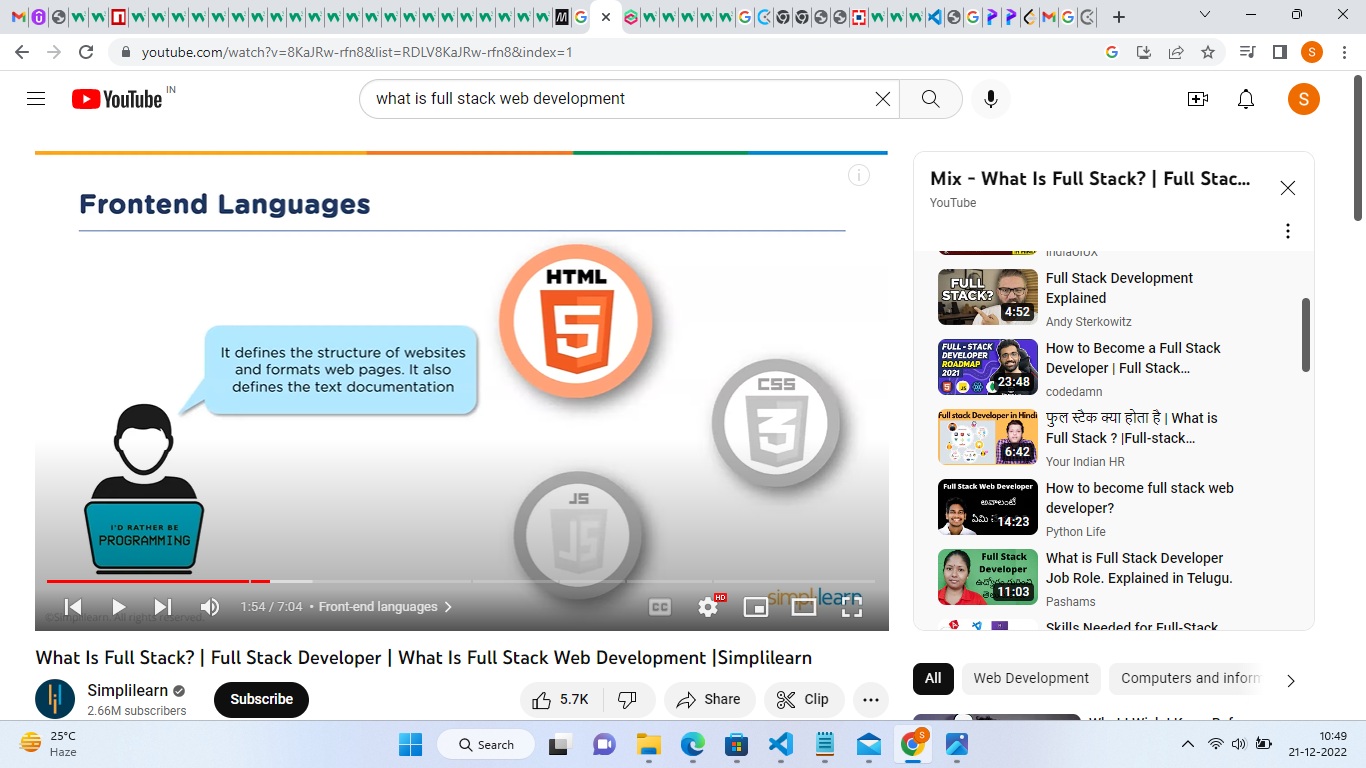 youtube.com/watch?v=8KaJRw-rfn8&list=RDLV8KaJRw-rfn8&index=1
S
YouTube IN
what is full stack web development
S
Frontend Languages
HTML
5
It defines the structure of websites
and formats web pages. It also
defines the text documentation
CSS
3
JS
JS
I'D RATHER BE
PROGRAMMING
1:54 / 7:04 • Front-end languages
CC
HD
simplilearn
©Simplilearn. All rights reserved.
What Is Full Stack? | Full Stack Developer | What Is Full Stack Web Development |Simplilearn
Simplilearn
2.66M subscribers
Subscribe
5.7K
Share
Clip
Mix - What Is Full Stack? | Full Stac...
YouTube
IndiaUIUX
FULL
STACK?
4:52
Full Stack Development
Explained
Andy Sterkowitz
FULL - STACK
DEVELOPER
ROADMAP
2021
23:48
How to Become a Full Stack
Developer | Full Stack...
codedamn
Full stack Developer in Hindi
6:42
फुल स्टैक क्या होता है | What is
Full Stack ? |Full-stack...
Your Indian HR
Full Stack Web Developer
అవాలంటే
ఏమి
14:23
How to become full stack web
developer?
Python Life
Full Stack
Developer
11:03
What is Full Stack Developer
Job Role. Explained in Telugu.
Pashams
Skills Needed for Full-Stack
All
Web Development
Computers and inform
25°C
Haze
Search
S
10:49
21-12-2022